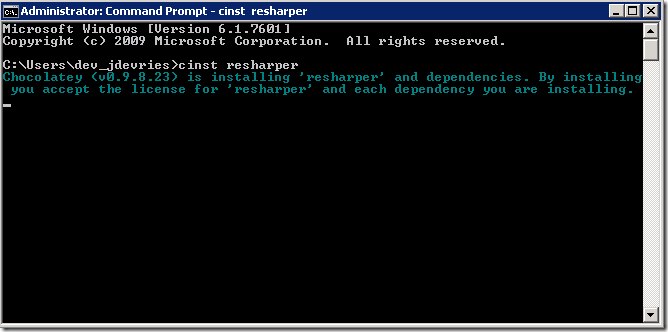 Administrator: Command Prompt - cinst resharper
Microsoft Windows [Version 6.1.7601]
Copyright (c) 2009 Microsoft Corporation.  All rights reserved.
C:\Users\dev_jdevries>cinst resharper
Chocolatey (v0.9.8.23) is installing 'resharper' and dependencies. By installing
you accept the license for 'resharper' and each dependency you are installing.